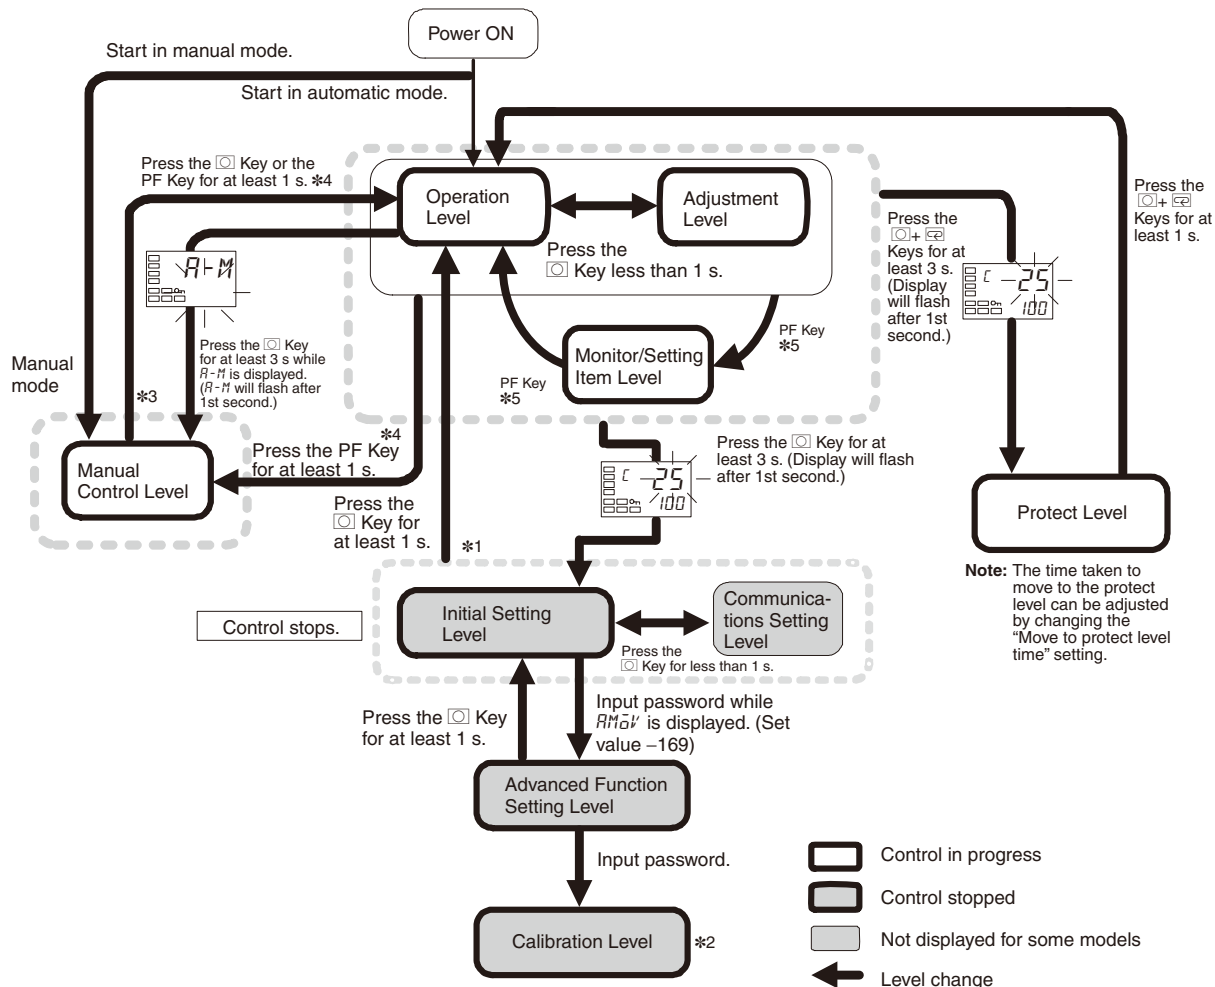 Power ON
Start in manual mode.
Start in automatic mode.
Press the Key or the
PF Key for at least 1 s. *4
Operation
Level
Adjustment
Level
Press the
Key less than 1 s.
A-M
Press the Key
for at least 3 s while
A-M is displayed.
(A-M will flash after
1st second.)
Manual
mode
*3
Monitor/Setting
Item Level
PF Key
*5
PF Key
*5
Press the
+
Keys for at
least 3 s.
(Display
will flash
after 1st
second.)
C 25
100
Press the
+
Keys for at
least 1 s.
Manual
Control Level
*4
Press the PF Key
for at least 1 s.
Press the
Key for
at least 1 s.
*1
C 25
100
Press the Key for at
least 3 s. (Display will flash
after 1st second.)
Protect Level
Note: The time taken to
move to the protect
level can be adjusted
by changing the
“Move to protect level
time” setting.
Control stops.
Initial Setting
Level
Communica-
tions Setting
Level
Press the
Key for less than 1 s.
Press the Key
for at least 1 s.
Input password while
AMoV is displayed. (Set
value –169)
Advanced Function
Setting Level
Input password.
Calibration Level
*2
Control in progress
Control stopped
Not displayed for some models
Level change